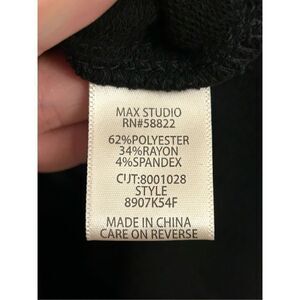 MAX STUDIO
RN#58822
62%POLYESTER
34%RAYON
4%SPANDEX
CUT:8001028
STYLE
8907K54F
MADE IN CHINA
CARE ON REVERSE